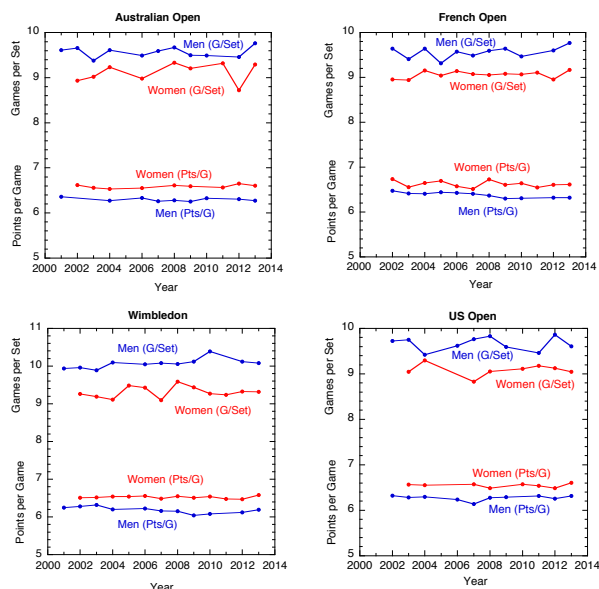 Australian Open
10
9
8
7
6
5
Games per Set
Points per Game
Men (G/Set)
Women (G/Set)
Women (Pts/G)
Men (Pts/G)
2000 2002 2004 2006 2008 2010 2012 2014
Year
French Open
10
9
8
7
6
5
Games per Set
Points per Game
Men (G/Set)
Women (G/Set)
Women (Pts/G)
Men (Pts/G)
2000 2002 2004 2006 2008 2010 2012 2014
Year
Wimbledon
11
10
9
8
7
6
5
Games per Set
Points per Game
Men (G/Set)
Women (G/Set)
Women (Pts/G)
Men (Pts/G)
2000 2002 2004 2006 2008 2010 2012 2014
Year
US Open
10
9
8
7
6
5
Games per Set
Points per Game
Men (G/Set)
Women (G/Set)
Women (Pts/G)
Men (Pts/G)
2000 2002 2004 2006 2008 2010 2012 2014
Year